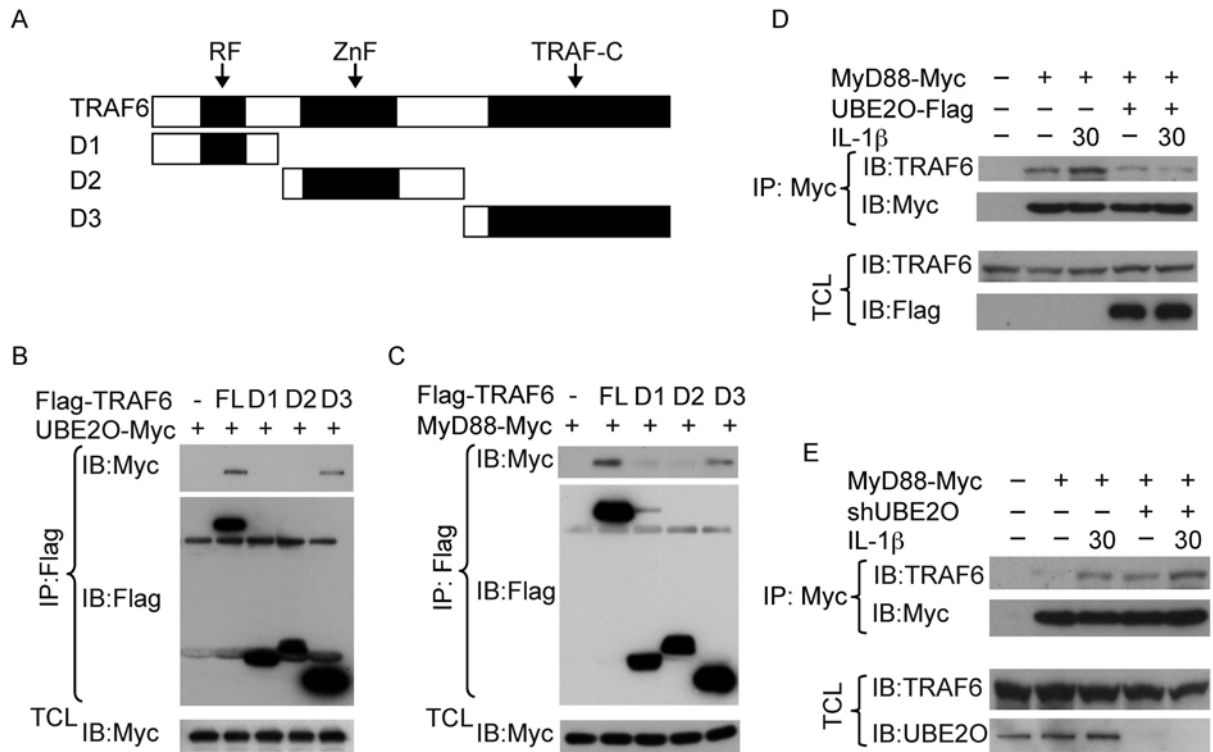 A
RF ZnF TRAF-C
TRAF6
D1
D2
D3
B
Flag-TRAF6 - FL D1 D2 D3
UBE2O-Myc + + + + +
IP:Flag
IB:Myc
IB:Flag
TCL
IB:Myc
C
Flag-TRAF6 - FL D1 D2 D3
MyD88-Myc + + + + +
IP: Flag
IB:Myc
IB:Flag
TCL
IB:Myc
D
MyD88-Myc – + + + +
UBE2O-Flag – – – + +
IL-1β – – 30 – 30
IP: Myc
IB:TRAF6
IB:Myc
TCL
IB:TRAF6
IB:Flag
E
MyD88-Myc – + + + +
shUBE2O – – – + +
IL-1β – – 30 – 30
IP: Myc
IB:TRAF6
IB:Myc
TCL
IB:TRAF6
IB:UBE2O